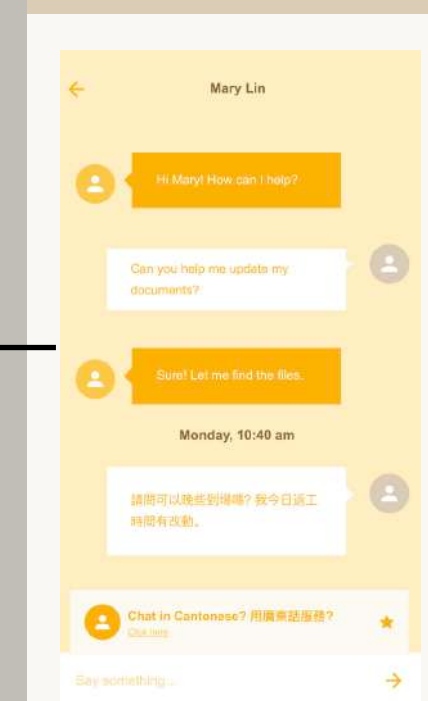 Mary Lin
Hi Mary! How can I help?
Can you help me update my
documents?
Sure! Let me find the files.
Monday, 10:40 am
請問可以晚些到場嗎? 我今日返工
時間有改動。
Chat in Cantonese? 用廣東話服務?
Click here
Say something...